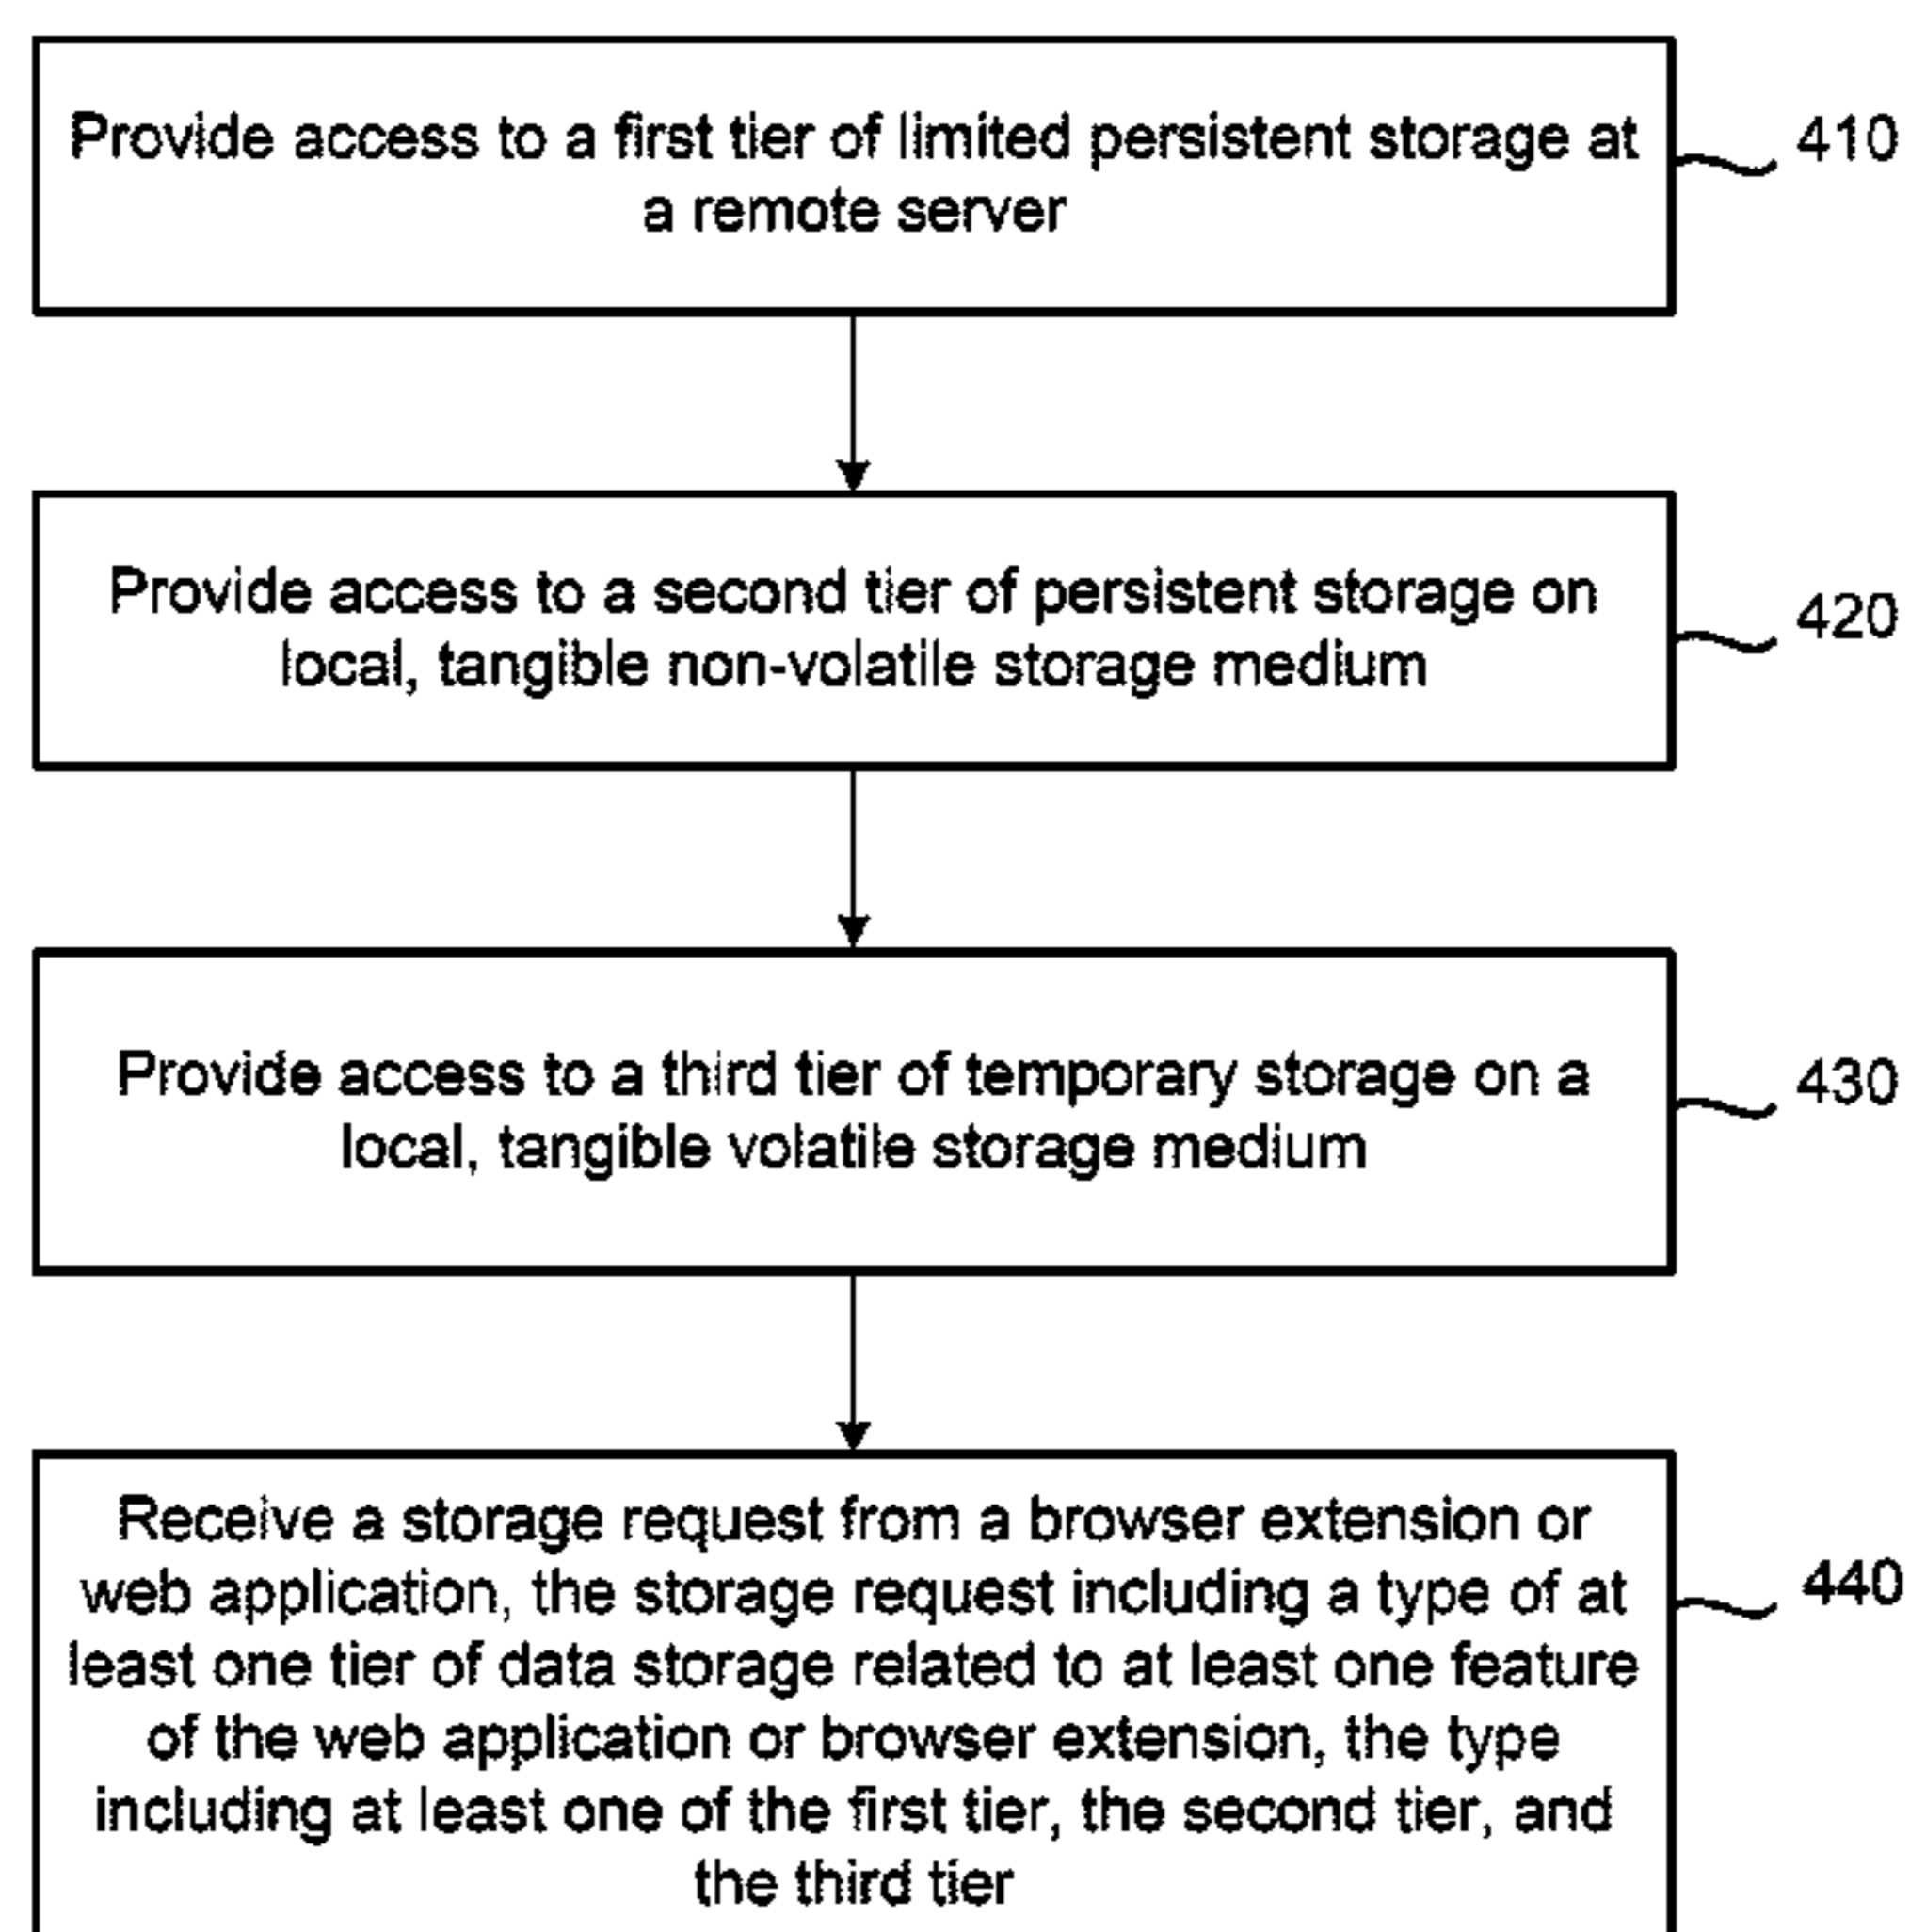 Provide access to a first tier of limited persistent storage at
a remote server
410
Provide access to a second tier of persistent storage on
local, tangible non-volatile storage medium
420
Provide access to a third tier of temporary storage on a
local, tangible volatile storage medium
430
Receive a storage request from a browser extension or
web application, the storage request including a type of at
least one tier of data storage related to at least one feature
of the web application or browser extension, the type
including at least one of the first tier, the second tier, and
the third tier
440